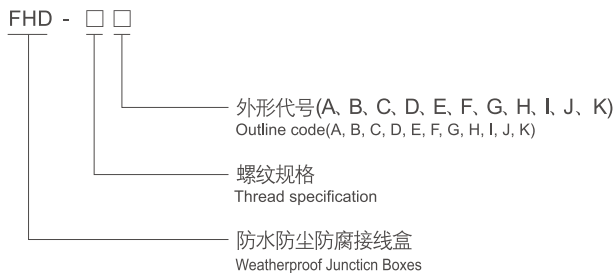 FHD - □ □
外形代号(A、B、C、D、E、F、G、H、I、J、K)
Outline code(A, B, C, D, E, F, G, H, I, J, K)
螺纹规格
Thread specification
防水防尘防腐接线盒
Weatherproof Junction Boxes